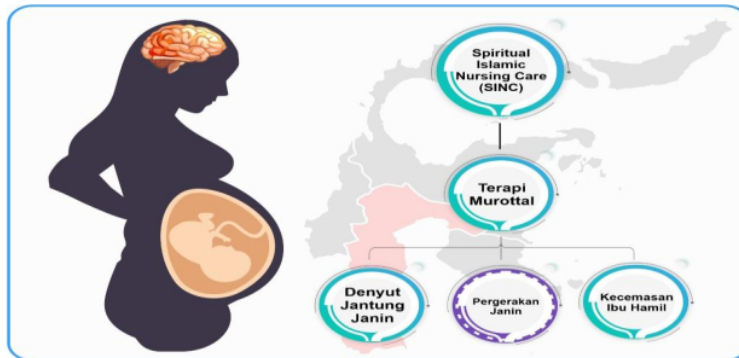 Spiritual
Islamic
Nursing Care
(SINC)
Terapi
Murottal
Denyut
Jantung
Janin
Pergerakan
Janin
Kecemasan
Ibu Hamil